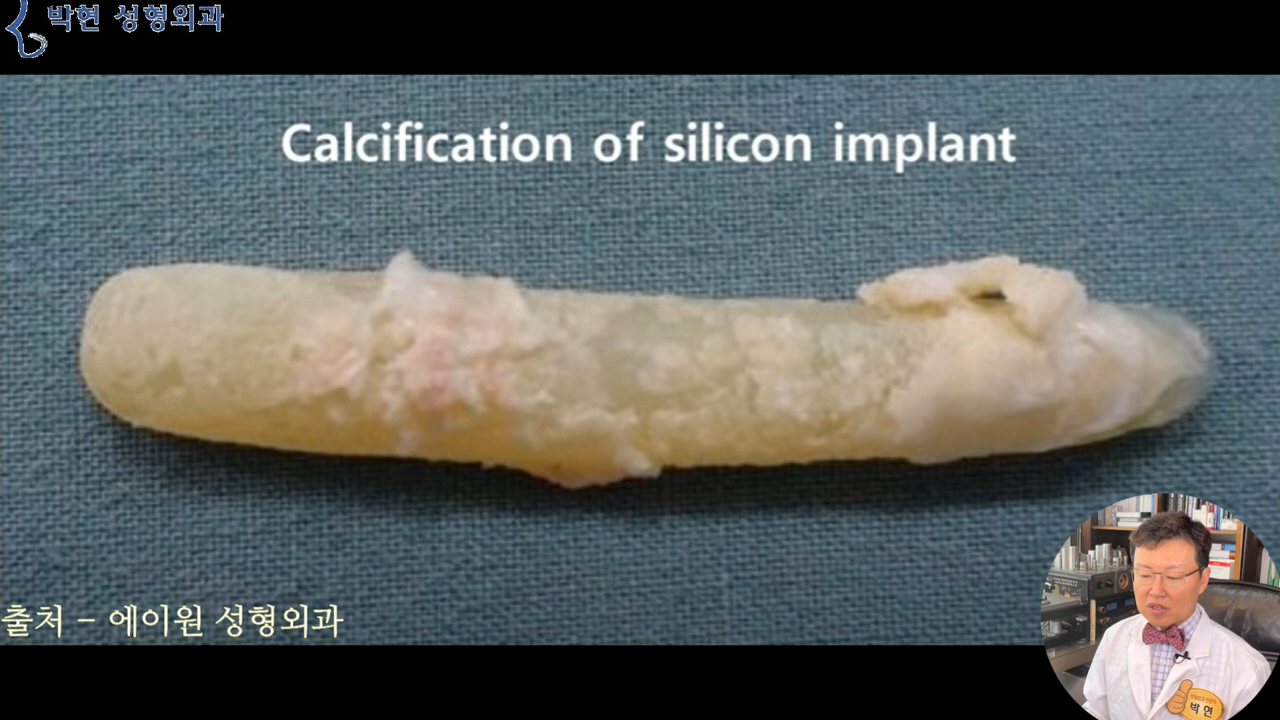 박현 성형외과
Calcification of silicon implant
출처 - 에이원 성형외과
박 현